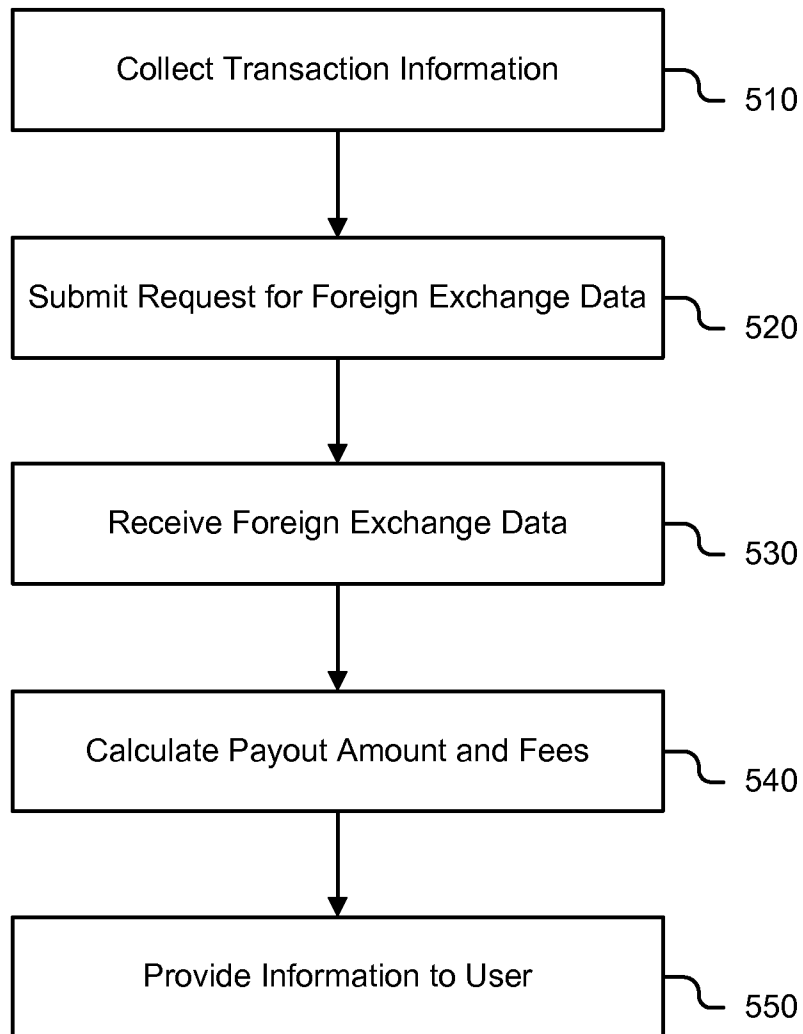 Collect Transaction Information
510
Submit Request for Foreign Exchange Data
520
Receive Foreign Exchange Data
530
Calculate Payout Amount and Fees
540
Provide Information to User
550